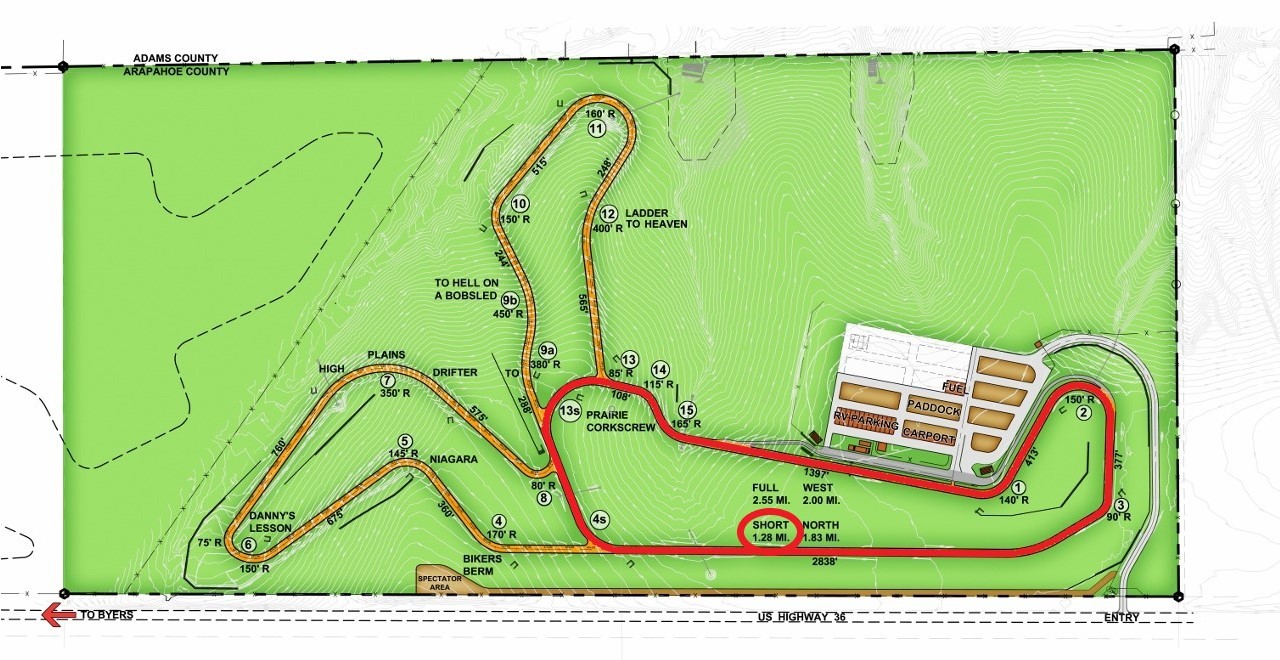 ADAMS COUNTY
ARAPAHOE COUNTY
160' R
11
515'
248'
10
150' R
12
400' R
LADDER
TO HEAVEN
244'
TO HELL ON
A BOBSLED
9b
450' R
565'
9a
380' R
TO
288'
13
85' R
14
115' R
108'
15
165' R
13s
PRAIRIE
CORKSCREW
PLAINS
HIGH
DRIFTER
7
350' R
575'
760'
5
145' R
NIAGARA
80' R
8
DANNY'S
LESSON
675'
360'
75' R
6
150' R
4
170' R
4s
BIKERS
BERM
SPECTATOR
AREA
FUEL
PADDOCK
RV PARKING
CARPORT
150' R
2
413'
377'
1397'
1
140' R
3
90' R
FULL
2.55 MI.
WEST
2.00 MI.
SHORT
1.28 MI.
NORTH
1.83 MI.
2838'
TO BYERS
US HIGHWAY 36
ENTRY